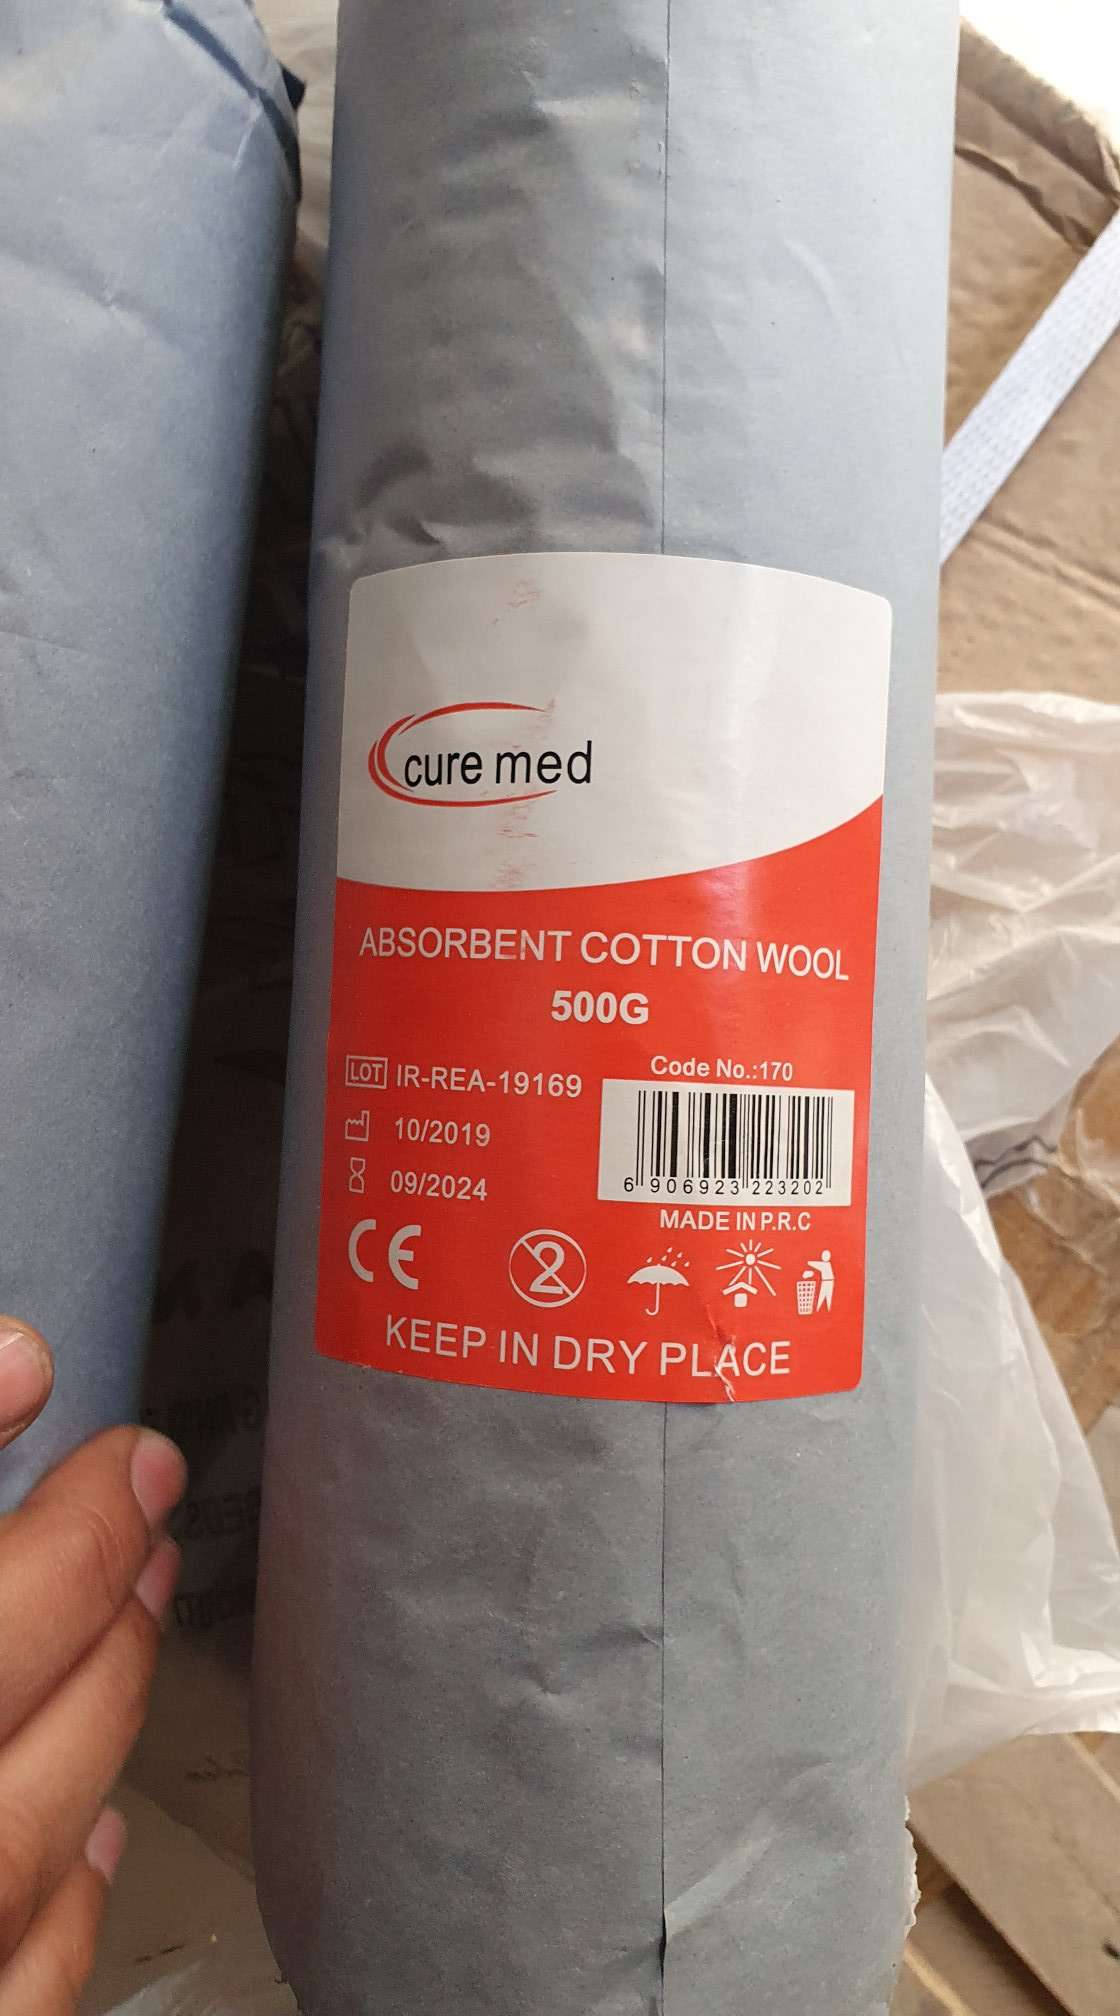 cure med
ABSORBENT COTTON WOOL
500G
LOT IR-REA-19169
10/2019
09/2024
Code No.:170
6 906923 223202
MADE IN P.R.C
CE
2
KEEP IN DRY PLACE